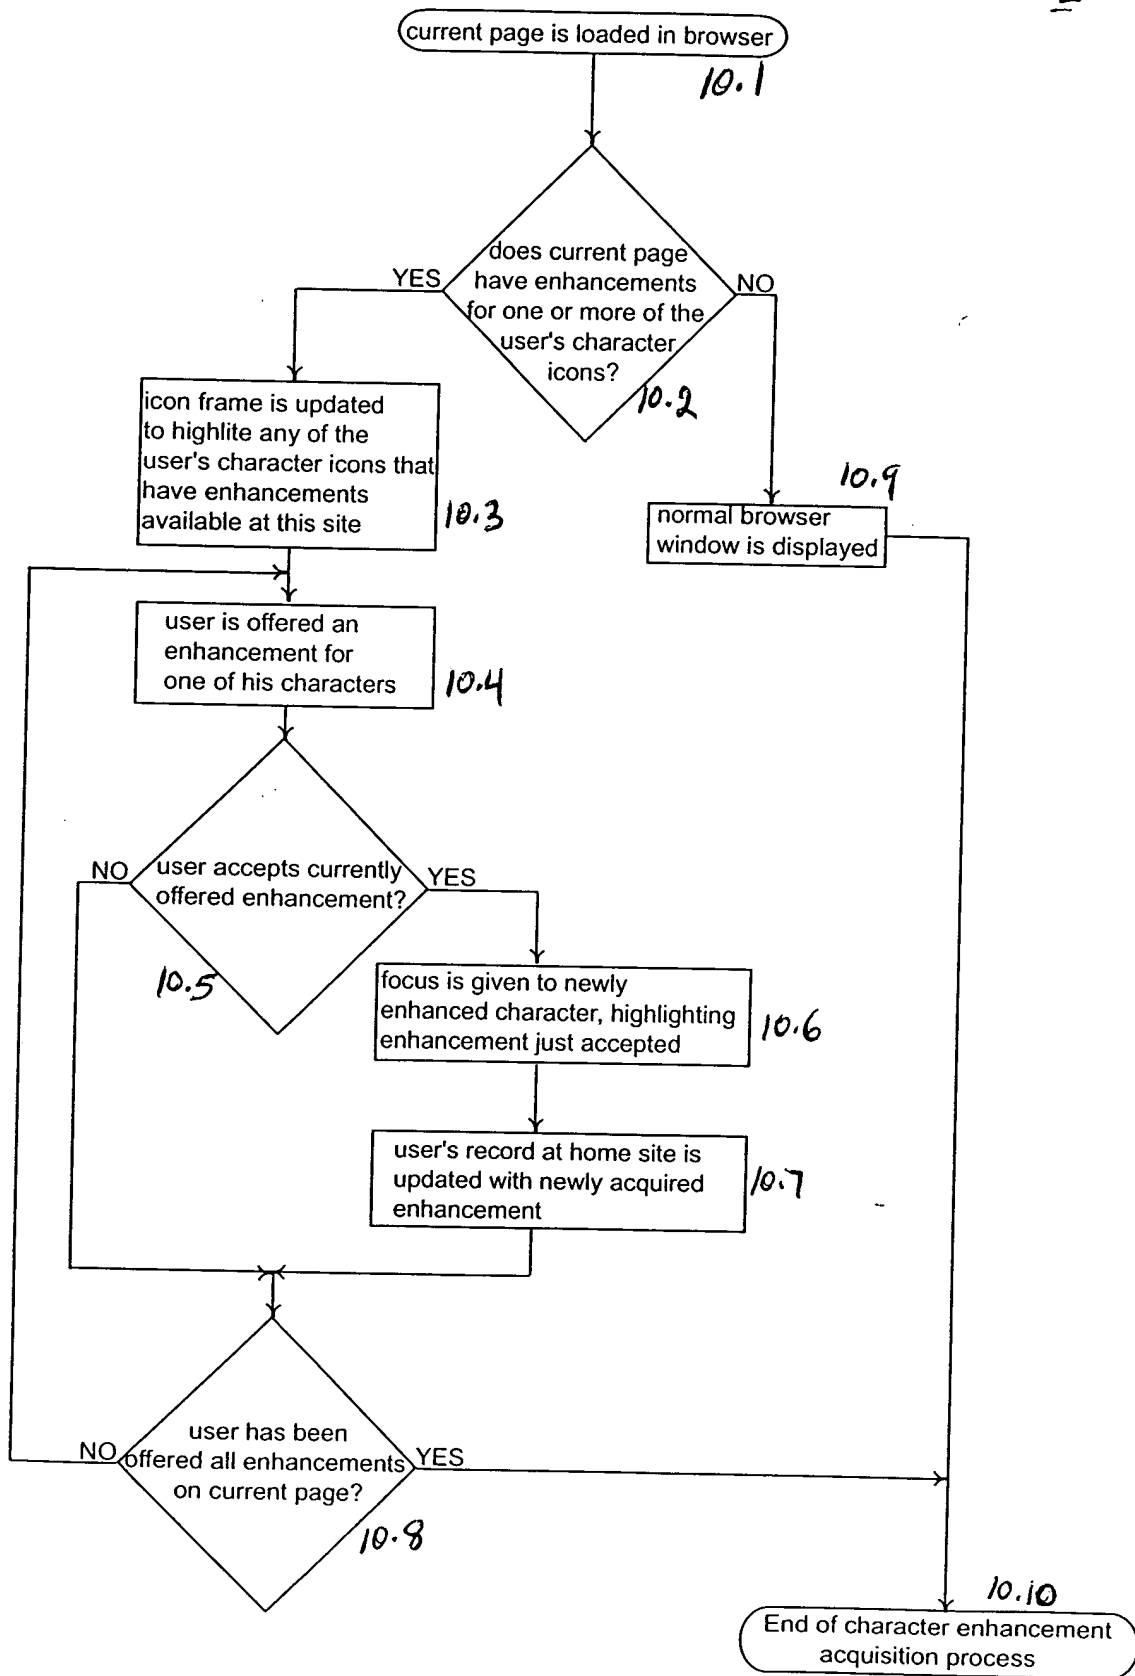 current page is loaded in browser
10.1
does current page
have enhancements
for one or more of the
user's character
icons?
10.2
YES
NO
icon frame is updated
to highlite any of the
user's character icons that
have enhancements
available at this site
10.3
10.9
normal browser
window is displayed
user is offered an
enhancement for
one of his characters
10.4
NO
user accepts currently
offered enhancement?
YES
10.5
focus is given to newly
enhanced character, highlighting
enhancement just accepted
10.6
user's record at home site is
updated with newly acquired
enhancement
10.7
NO
user has been
offered all enhancements
on current page?
YES
10.8
10.10
End of character enhancement
acquisition process